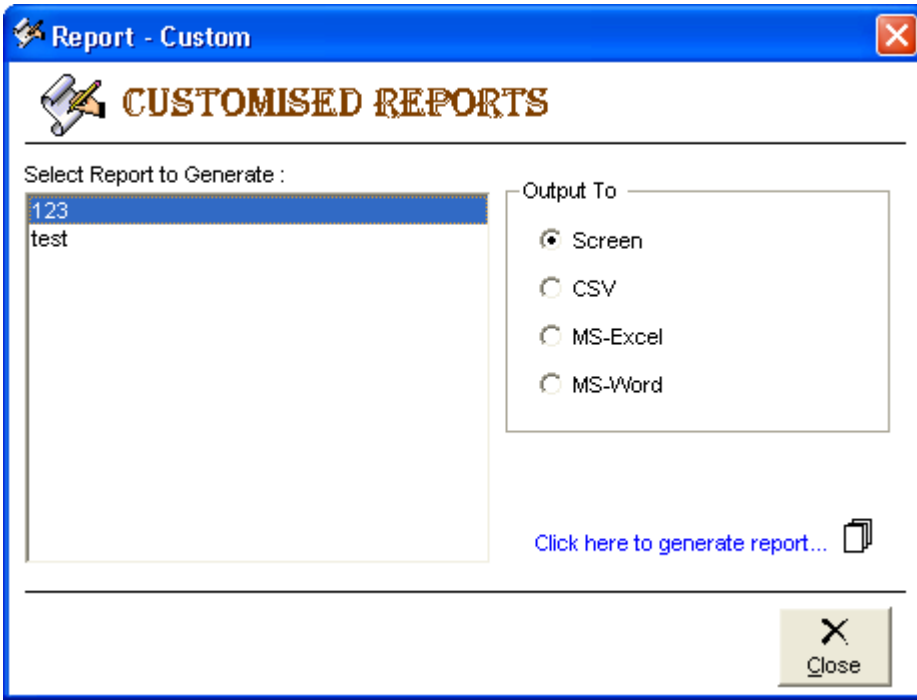 Report - Custom
CUSTOMISED REPORTS
Select Report to Generate :
123
test
Output To
Screen
CSV
MS-Excel
MS-Word
Click here to generate report...
Close